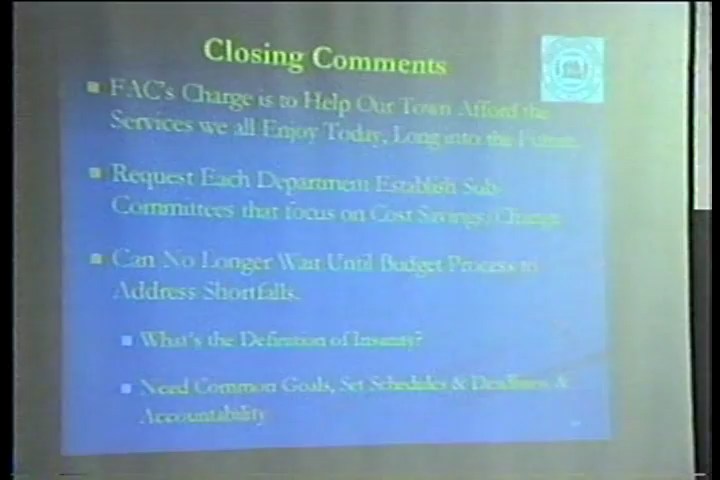 Closing Comments
FAC's Charge is to Help Our Town Afford the
Services we all Enjoy Today, Long into the Future.
Request Each Department Establish Sub-
Committees that focus on Cost Savings/Change
Can No Longer Wait Until Budget Process to
Address Shortfalls.
What's the Definition of Insanity?
Need Common Goals, Set Schedules & Deadlines &
Accountability